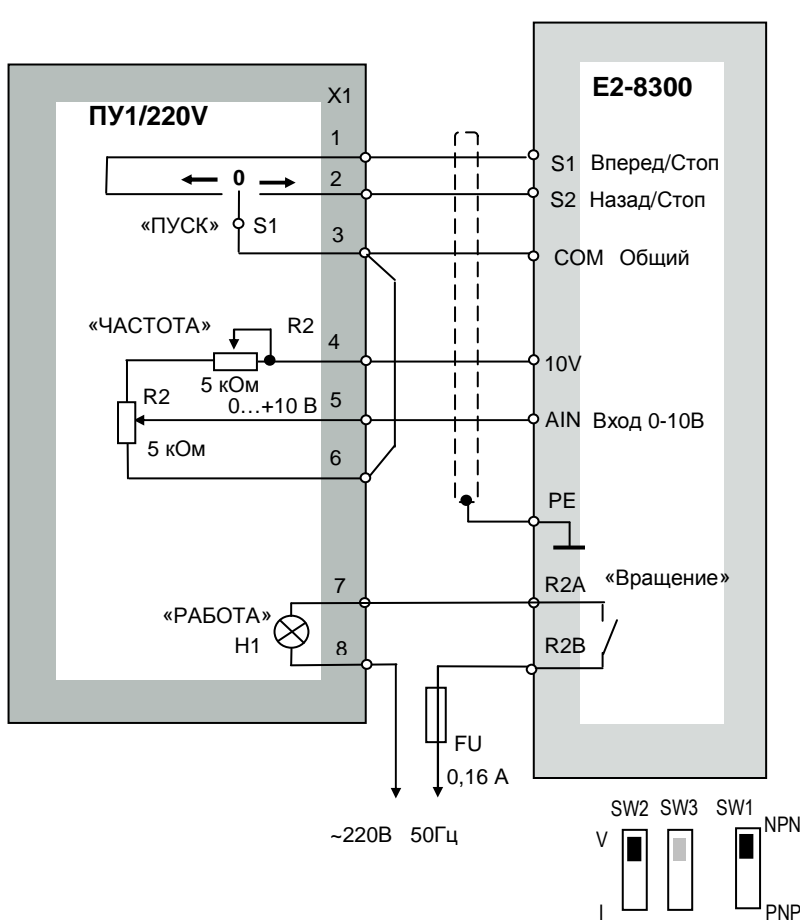 E2-8300
X1
ПУ1/220V
1
S1 Вперед/Стоп
0
2
S2 Назад/Стоп
«ПУСК» S1
3
COM Общий
«ЧАСТОТА» R2
4
10V
5 кОм
R2
0…+10 В
5
AIN Вход 0-10В
5 кОм
6
PE
7
R2A «Вращение»
«РАБОТА»
H1
8
R2B
FU
0,16 А
~220В 50Гц
SW2 SW3 SW1
V
NPN
I
PNP